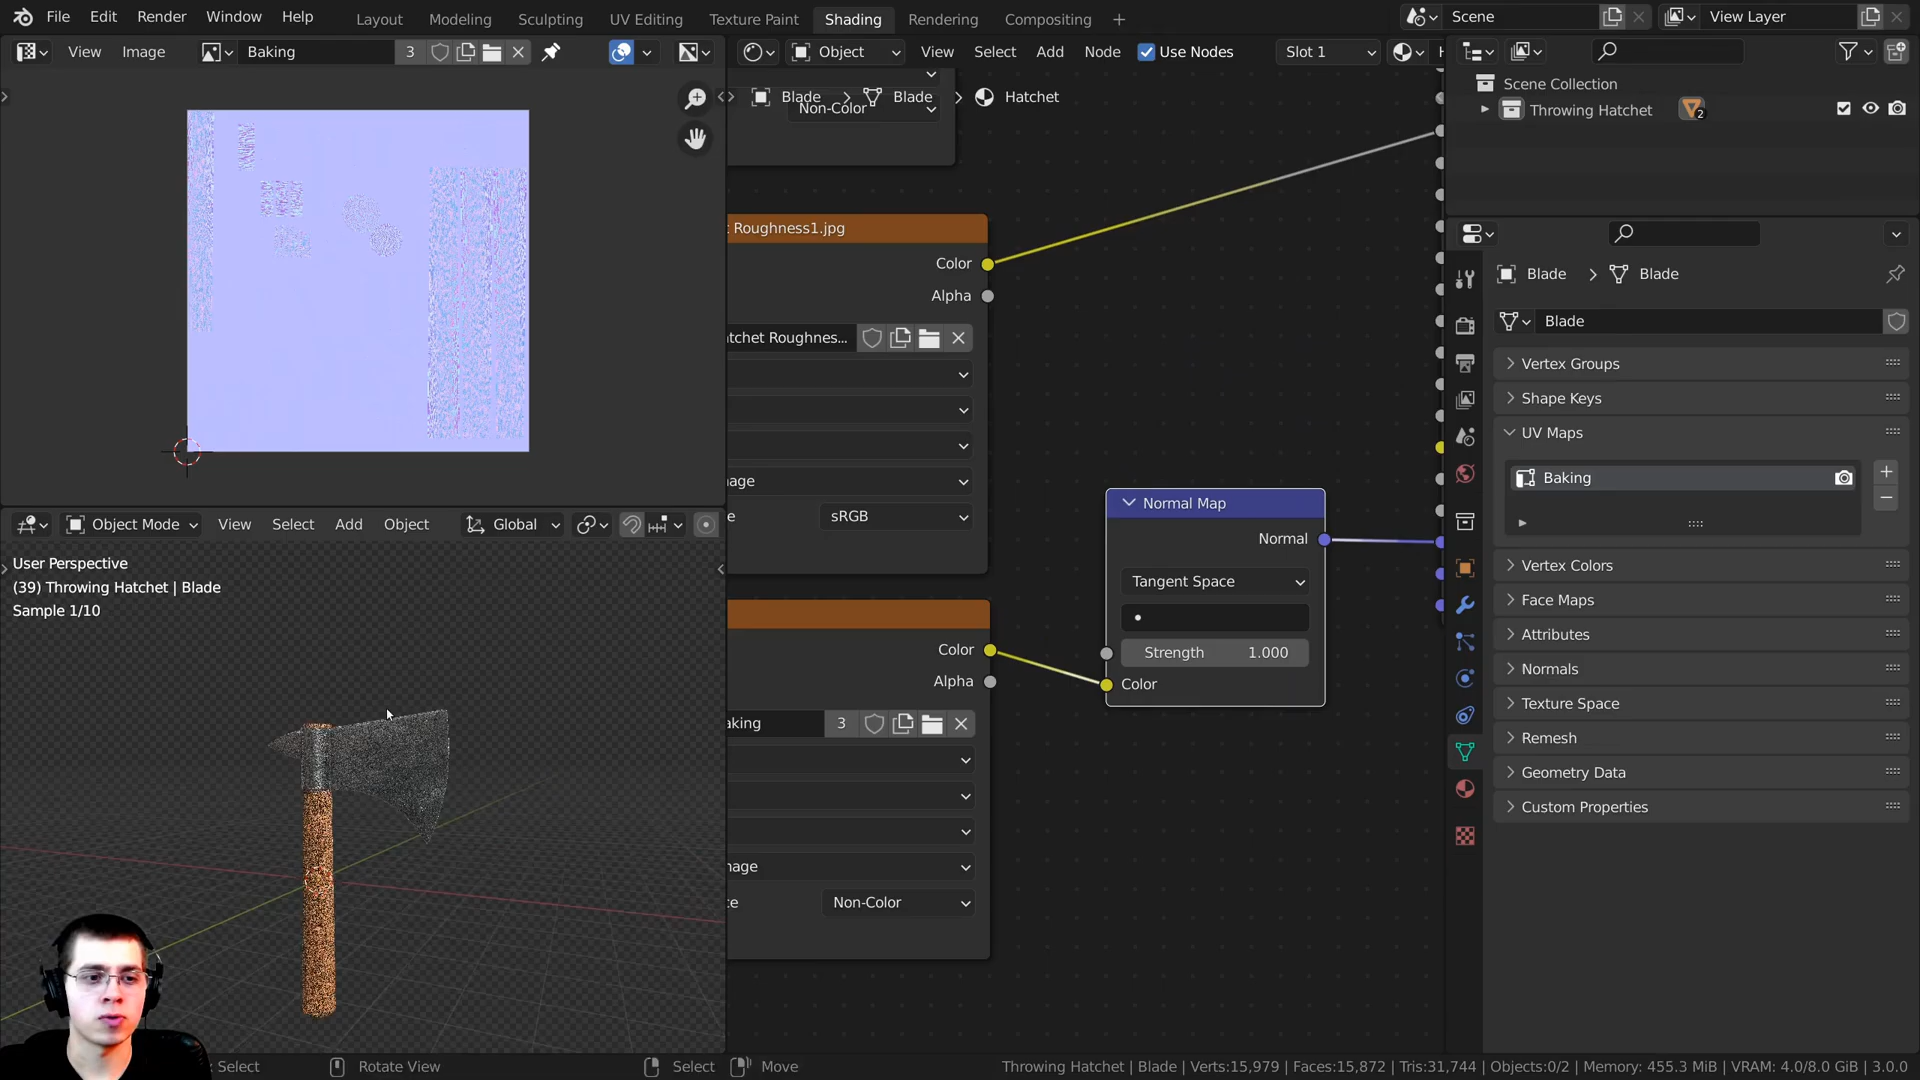 File Edit Render Window Help
Layout Modeling Sculpting UV Editing Texture Paint Shading Rendering Compositing +
Scene
View Layer
View Image Baking 3
Object View Select Add Node Use Nodes Slot 1
Blade > Blade > Hatchet
Non-Color
Scene Collection
Throwing Hatchet 2
Roughness1.jpg
Color
Alpha
atchet Roughnes...
nage
e sRGB
Color
Alpha
aking 3
nage
ce Non-Color
Normal Map
Normal
Tangent Space
Strength 1.000
Color
Object Mode View Select Add Object Global
User Perspective
(39) Throwing Hatchet | Blade
Sample 1/10
Blade > Blade
Blade
Vertex Groups
Shape Keys
UV Maps
Baking
Vertex Colors
Face Maps
Attributes
Normals
Texture Space
Remesh
Geometry Data
Custom Properties
Select Rotate View Select Move
Throwing Hatchet | Blade | Verts:15,979 | Faces:15,872 | Tris:31,744 | Objects:0/2 | Memory: 455.3 MiB | VRAM: 4.0/8.0 GiB | 3.0.0